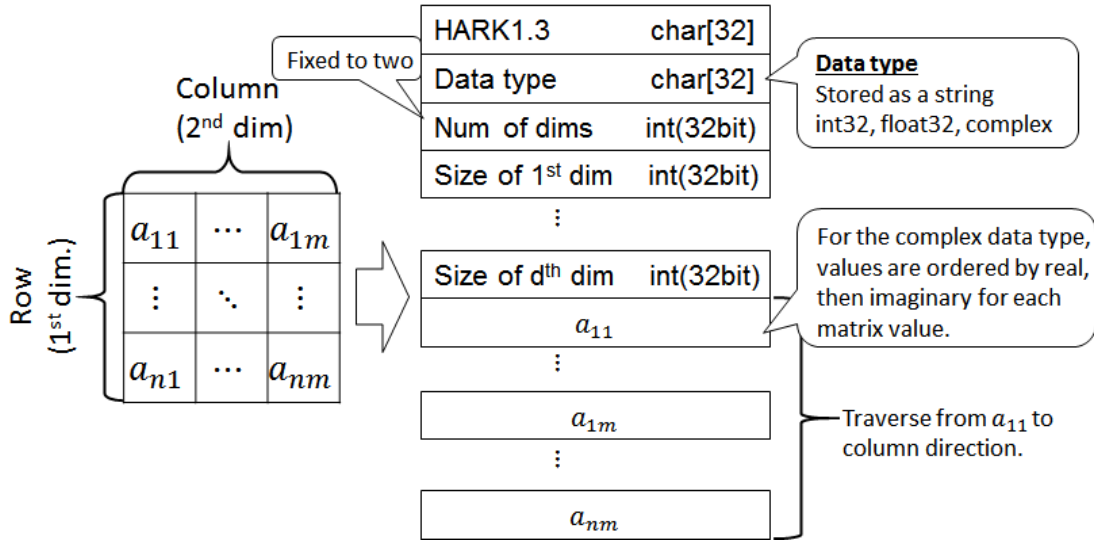 HARK1.3 char[32]
Fixed to two
Data type char[32]
Data type
Stored as a string
int32, float32, complex
Column
(2nd dim)
Num of dims int(32bit)
Size of 1st dim int(32bit)
⋮
Row
(1st dim.)
a11 ⋯ a1m
⋮ ⋱ ⋮
an1 ⋯ anm
Size of dth dim int(32bit)
For the complex data type,
values are ordered by real,
then imaginary for each
matrix value.
a11
⋮
a1m
⋮
anm
Traverse from a11 to
column direction.